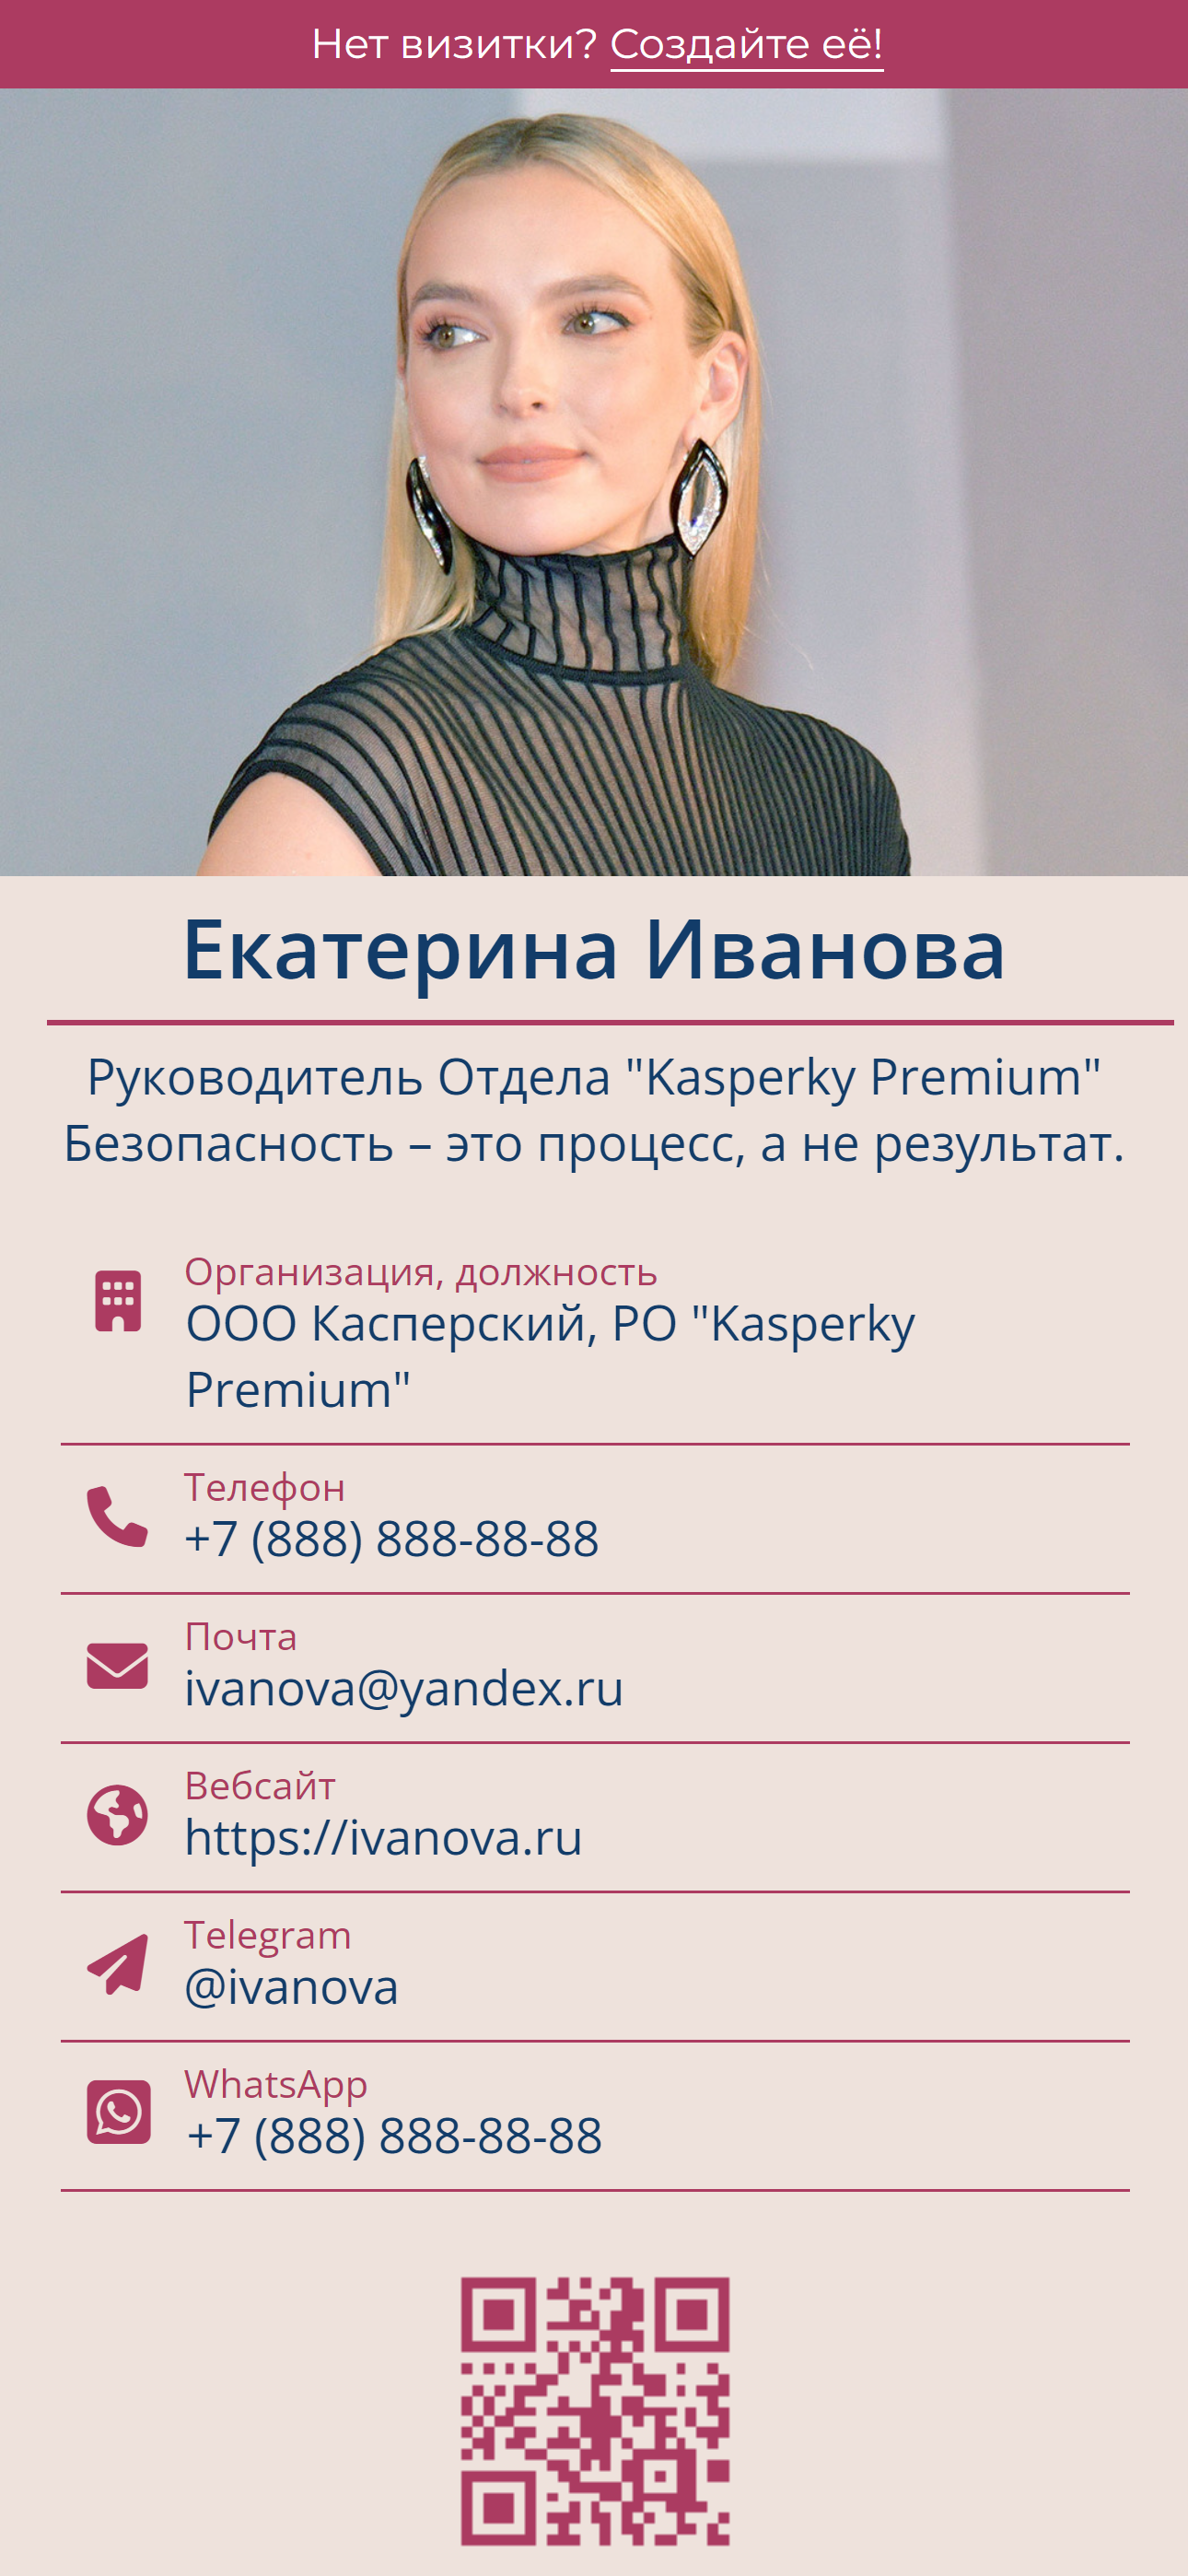 Нет визитки? Создайте её!
Екатерина Иванова
Руководитель Отдела "Kasperky Premium"
Безопасность – это процесс, а не результат.
Организация, должность
ООО Касперский, РО "Kasperky
Premium"
Телефон
+7 (888) 888-88-88
Почта
ivanova@yandex.ru
Вебсайт
https://ivanova.ru
Telegram
@ivanova
WhatsApp
+7 (888) 888-88-88